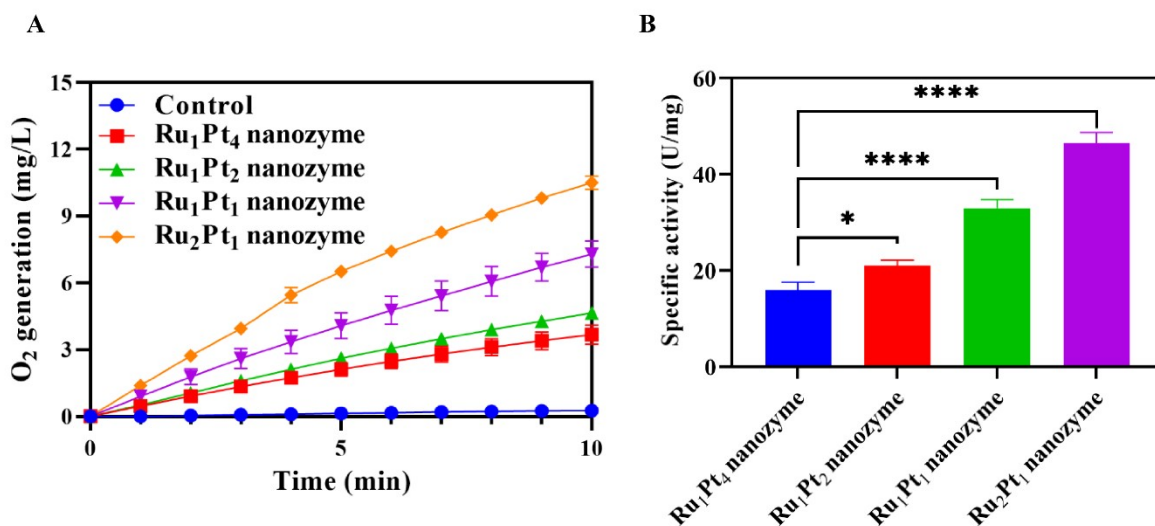 A
O₂ generation (mg/L)
15
12
9
6
3
0
Control
Ru₁Pt₄ nanozyme
Ru₁Pt₂ nanozyme
Ru₁Pt₁ nanozyme
Ru₂Pt₁ nanozyme
0
5
10
Time (min)
B
Specific activity (U/mg)
60
40
20
0
****
****
*
Ru₁Pt₄ nanozyme
Ru₁Pt₂ nanozyme
Ru₁Pt₁ nanozyme
Ru₂Pt₁ nanozyme